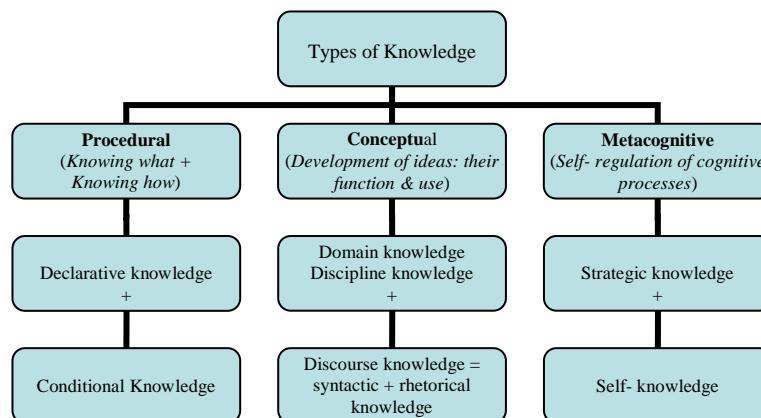 Types of Knowledge
Procedural
(Knowing what +
Knowing how)
Conceptual
(Development of ideas: their
function & use)
Metacognitive
(Self- regulation of cognitive
processes)
Declarative knowledge
+
Domain knowledge
Discipline knowledge
+
Strategic knowledge
+
Conditional Knowledge
Discourse knowledge =
syntactic + rhetorical
knowledge
Self- knowledge